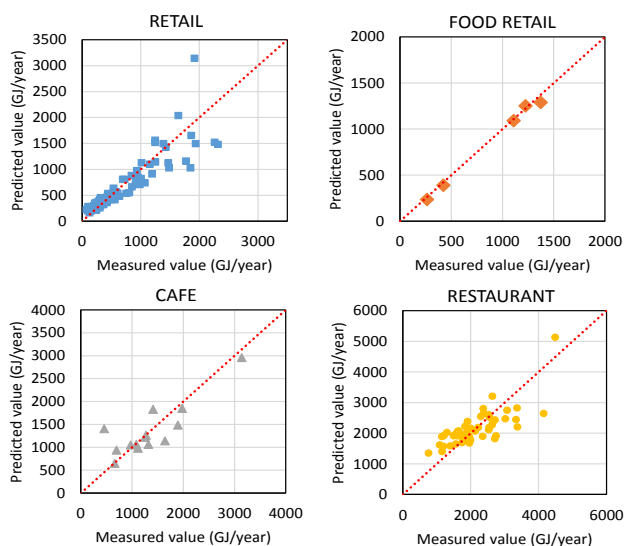 RETAIL
Predicted value (GJ/year)
3500
3000
2500
2000
1500
1000
500
0
0 1000 2000 3000
Measured value (GJ/year)
FOOD RETAIL
Predicted value (GJ/year)
2000
1500
1000
500
0
0 500 1000 1500 2000
Measured value (GJ/year)
CAFE
Predicted value (GJ/year)
4000
3500
3000
2500
2000
1500
1000
500
0
0 1000 2000 3000 4000
Measured value (GJ/year)
RESTAURANT
Predicted value (GJ/year)
6000
5000
4000
3000
2000
1000
0
0 2000 4000 6000
Measured value (GJ/year)